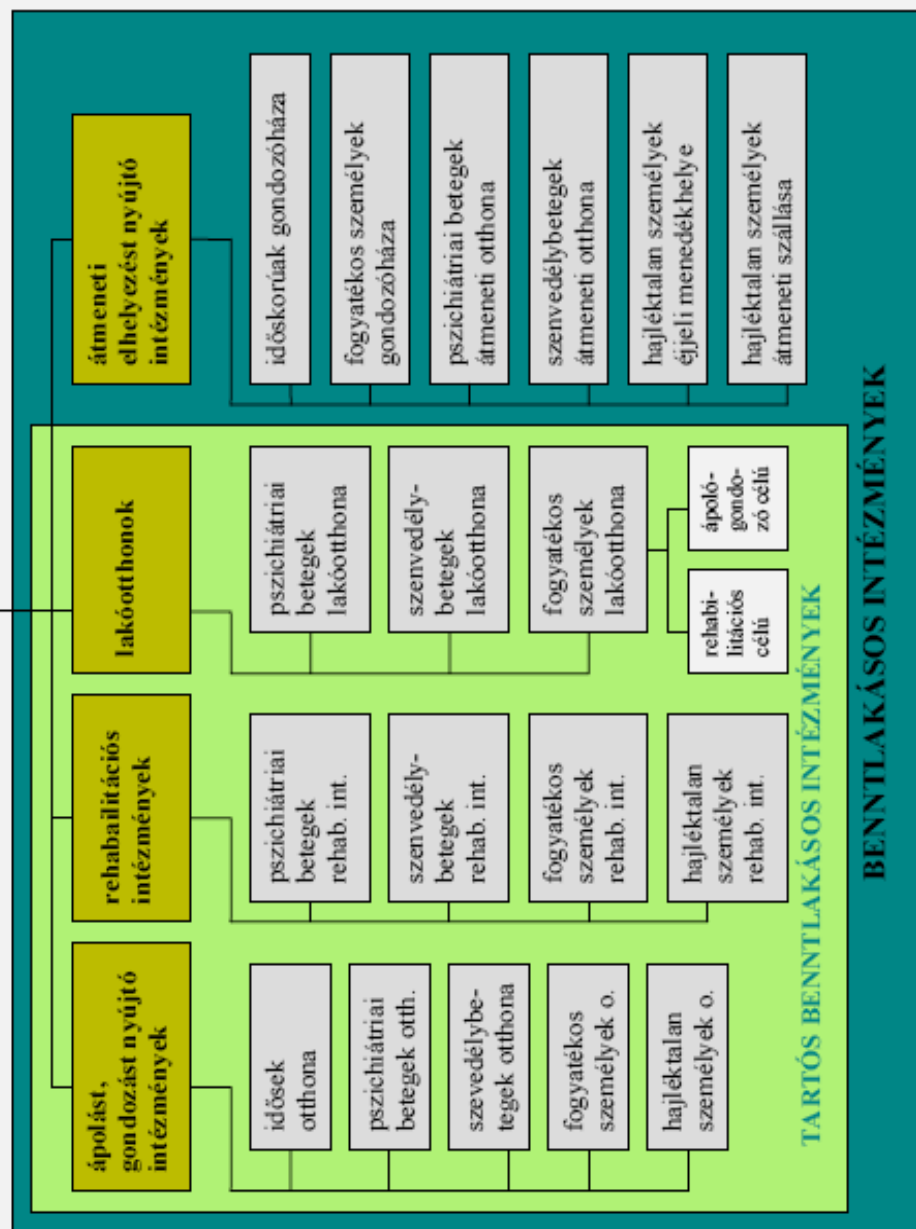 ápolást,
gondozást nyújtó
intézmények
idősek
otthona
pszichiátriai
betegek otth.
szevedélybe-
tegek otthona
fogyatékos
személyek o.
hajléktalan
személyek o.
rehabailitációs
intézmények
pszichiátriai
betegek
rehab. int.
szenvedély-
betegek
rehab. int.
fogyatékos
személyek
rehab. int.
hajléktalan
személyek
rehab. int.
lakóotthonok
pszichiátriai
betegek
lakóotthona
szenvedély-
betegek
lakóotthona
fogyatékos
személyek
lakóotthona
rehabi-
litációs
célú
ápoló-
gondo-
zó célú
átmeneti
elhelyezést nyújtó
intézmények
időskorúak gondozóháza
fogyatékos személyek
gondozóháza
pszichiátriai betegek
átmeneti otthona
szenvedélybetegek
átmeneti otthona
hajléktalan személyek
éjjeli menedékhelye
hajléktalan személyek
átmeneti szállása
TARTÓS BENNTLAKÁSOS INTÉZMÉNYEK
BENNTLAKÁSOS INTÉZMÉNYEK